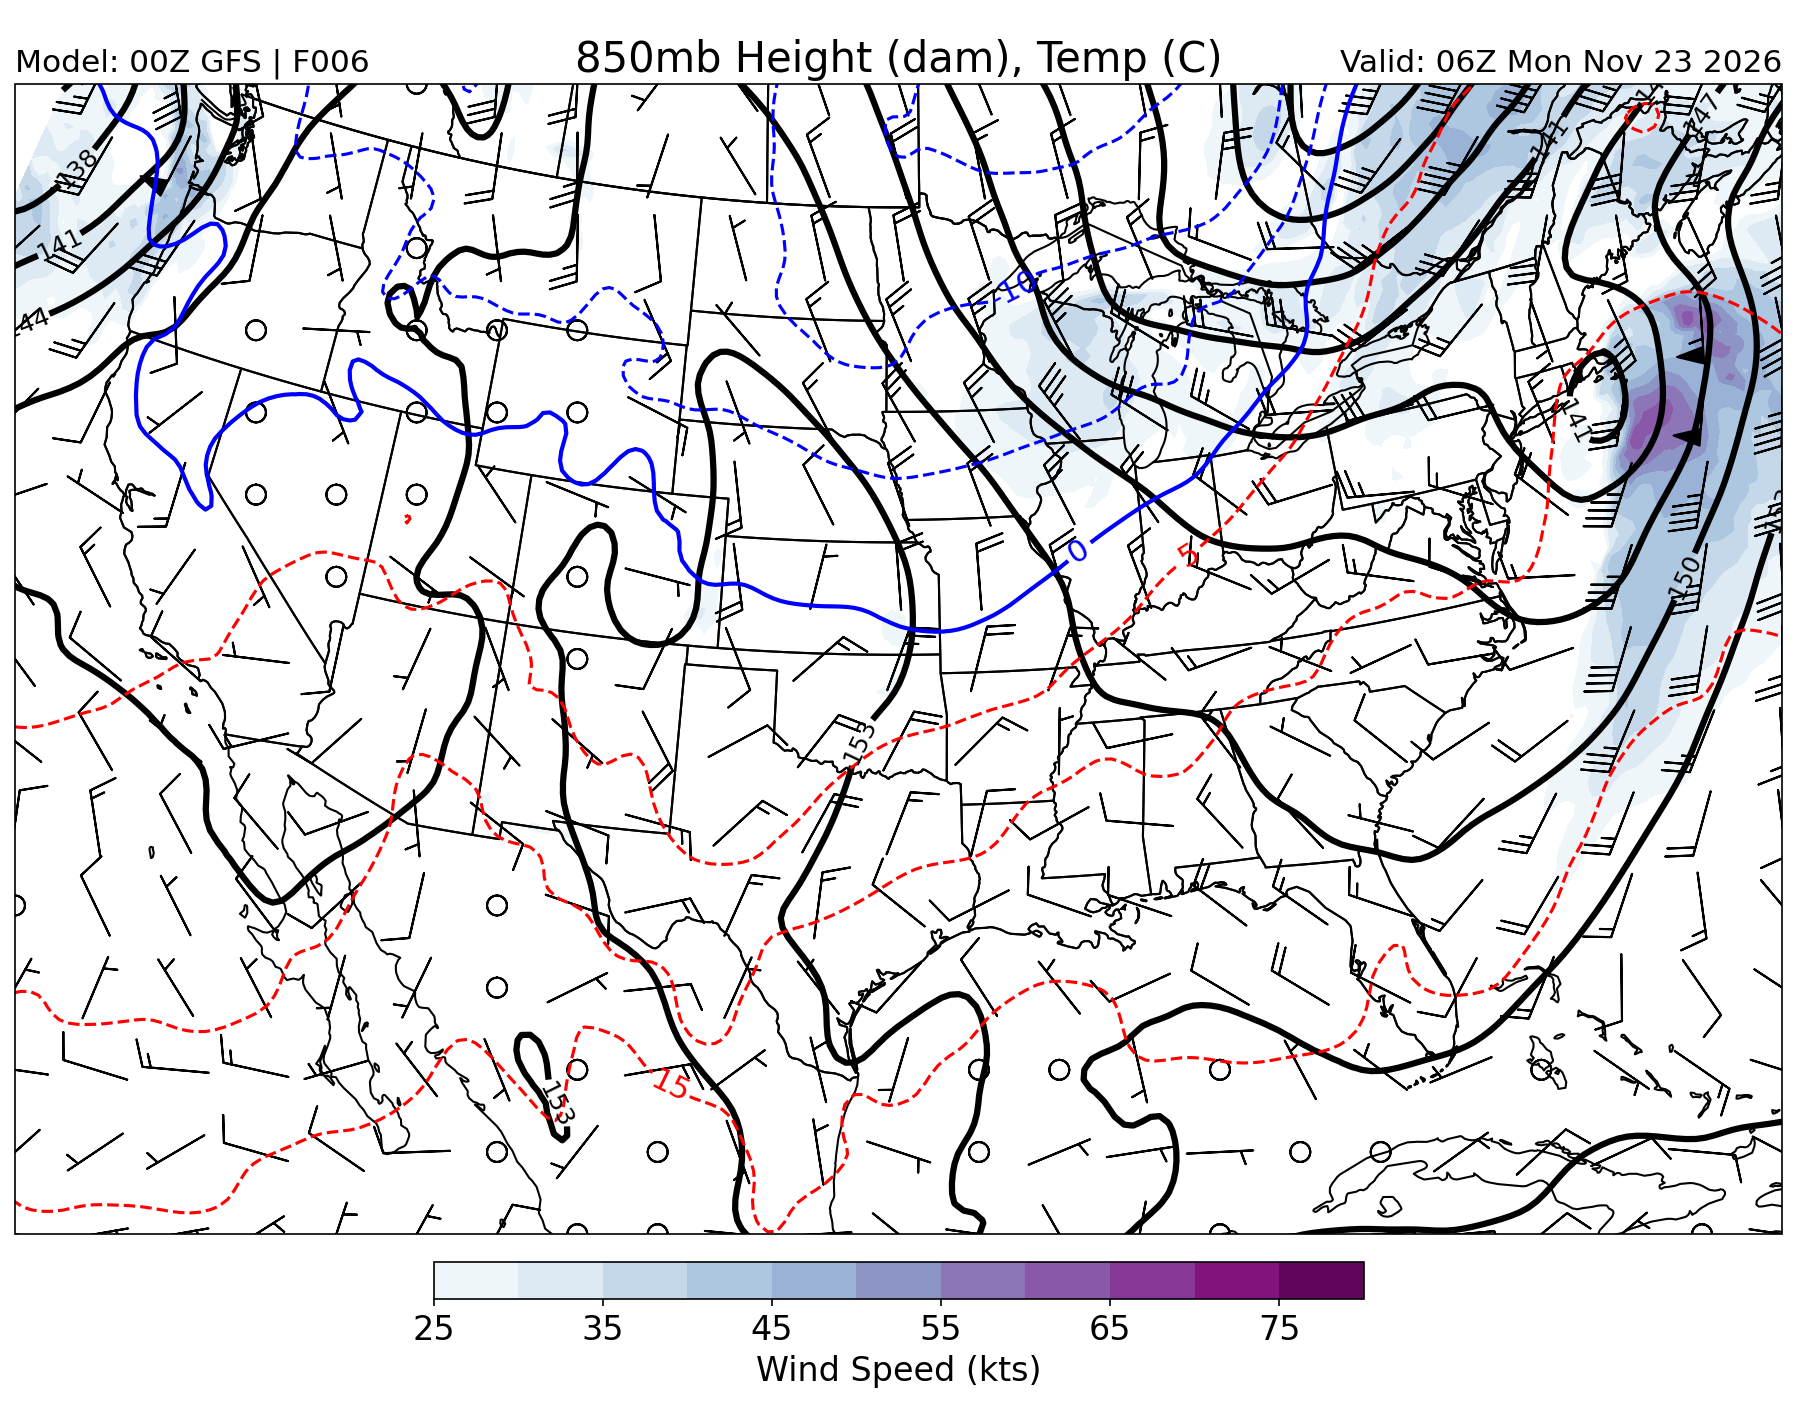 Model: 00Z GFS | F006
850mb Height (dam), Temp (C)
Valid: 06Z Mon Nov 23 2026
138
141
44
141
147
-10
141
0
5
150
153
15
153
25 35 45 55 65 75
Wind Speed (kts)